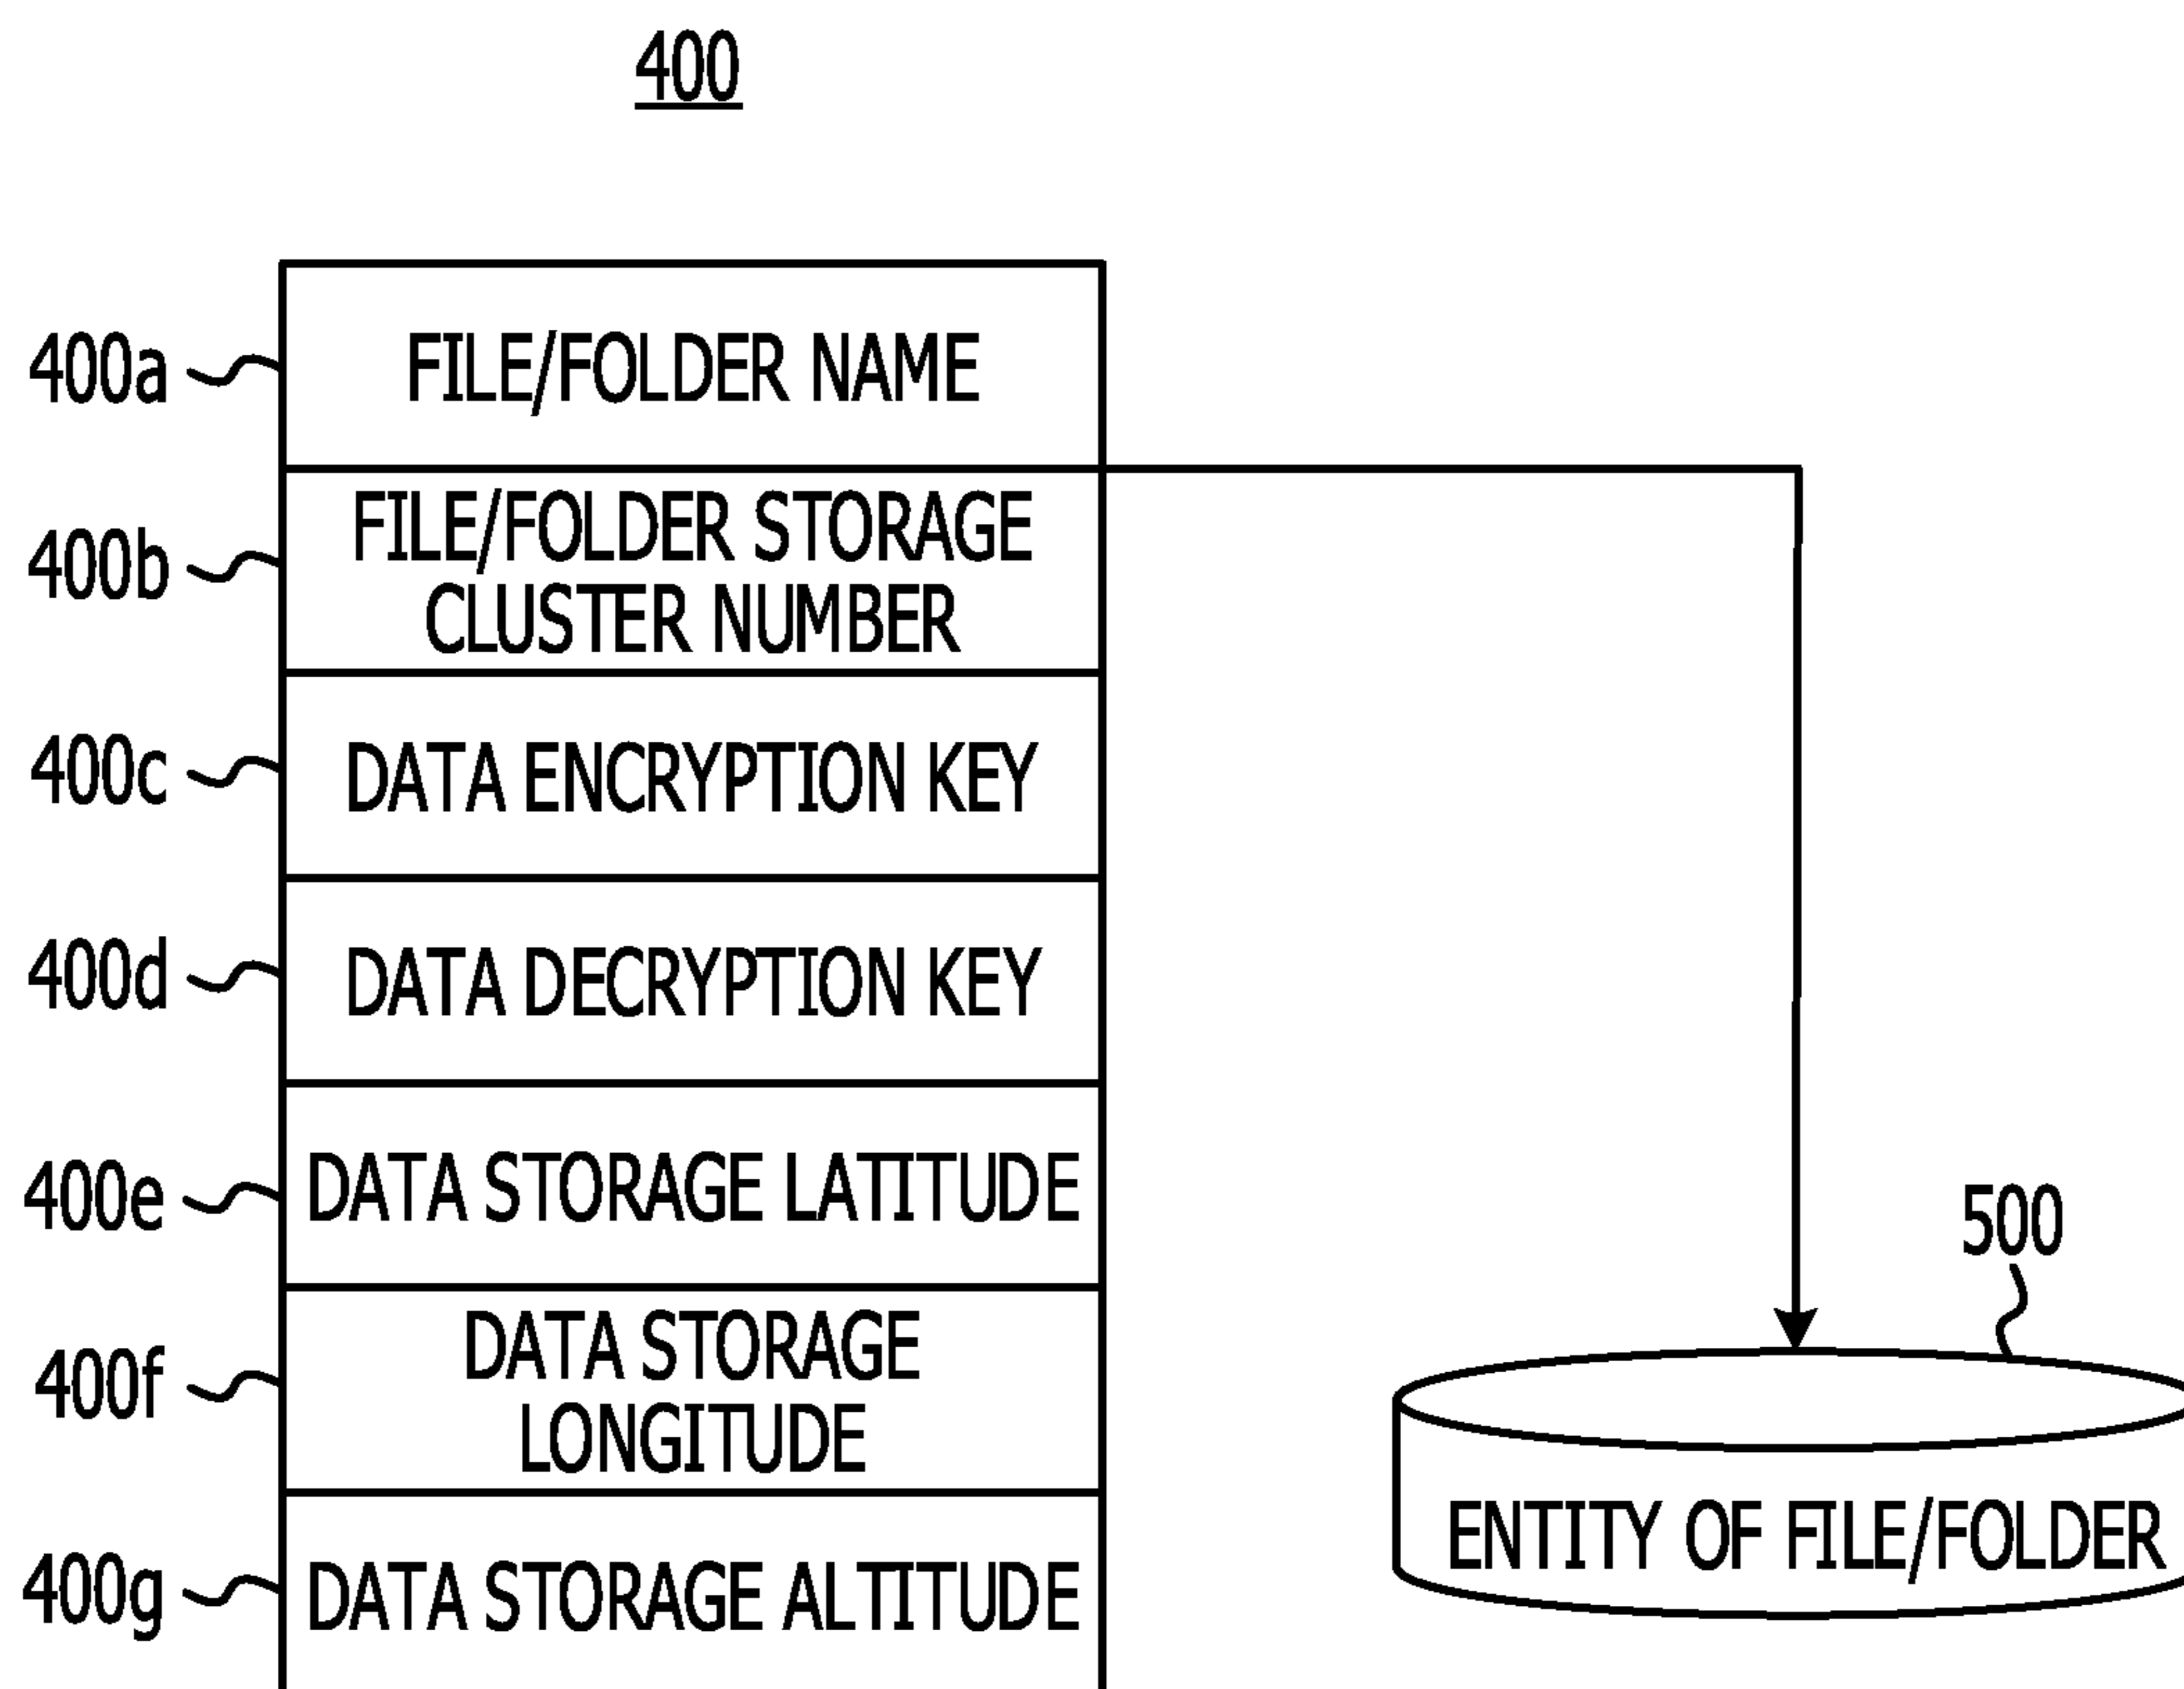 400
400a
FILE/FOLDER NAME
400b
FILE/FOLDER STORAGE
CLUSTER NUMBER
400c
DATA ENCRYPTION KEY
400d
DATA DECRYPTION KEY
400e
DATA STORAGE LATITUDE
400f
DATA STORAGE
LONGITUDE
400g
DATA STORAGE ALTITUDE
500
ENTITY OF FILE/FOLDER